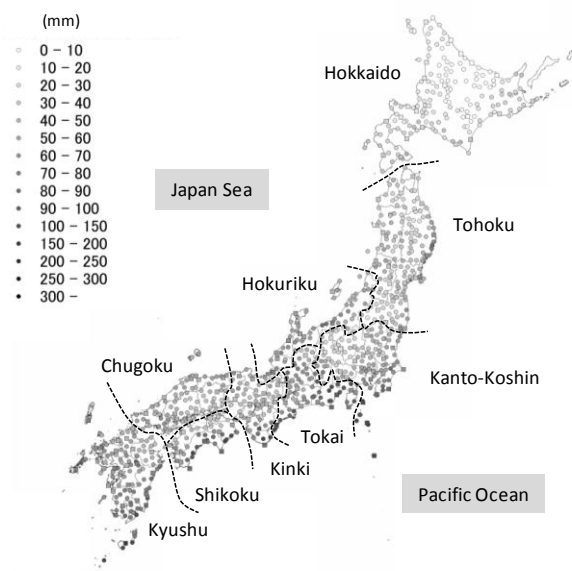 (mm)
0 – 10
10 – 20
20 – 30
30 – 40
40 – 50
50 – 60
60 – 70
70 – 80
80 – 90
90 – 100
100 – 150
150 – 200
200 – 250
250 – 300
300 –
Hokkaido
Japan Sea
Tohoku
Hokuriku
Chugoku
Kanto-Koshin
Tokai
Kinki
Shikoku
Pacific Ocean
Kyushu